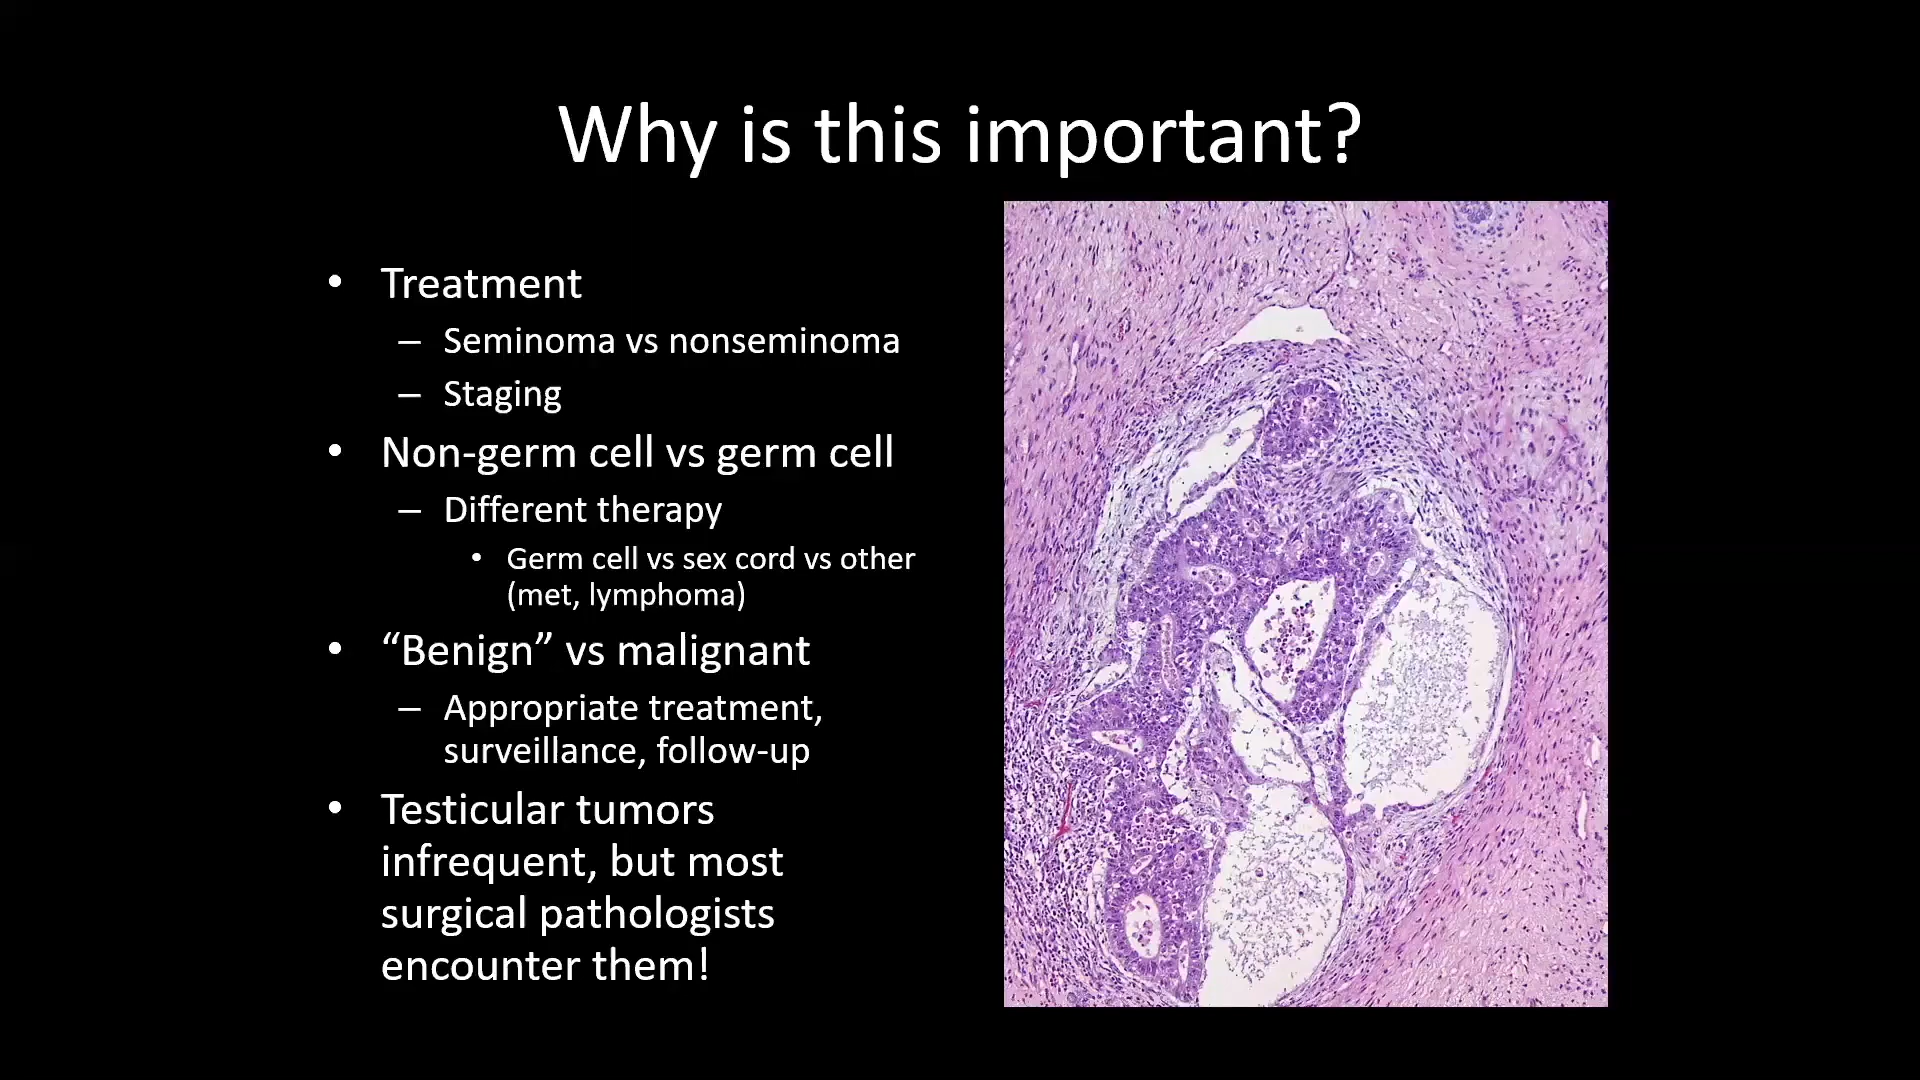 Why is this important?
• Treatment
– Seminoma vs nonseminoma
– Staging
• Non-germ cell vs germ cell
– Different therapy
• Germ cell vs sex cord vs other
(met, lymphoma)
• “Benign” vs malignant
– Appropriate treatment,
surveillance, follow-up
• Testicular tumors
infrequent, but most
surgical pathologists
encounter them!